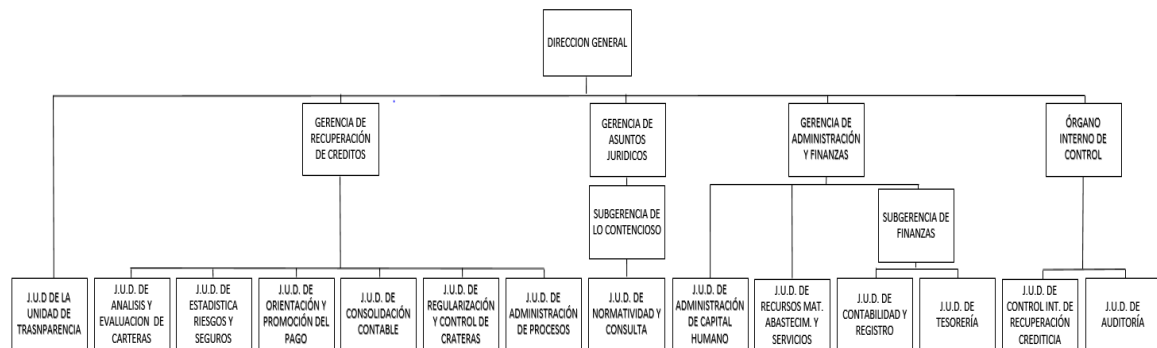 DIRECCION GENERAL
GERENCIA DE
RECUPERACIÓN
DE CREDITOS
GERENCIA DE
ASUNTOS
JURIDICOS
GERENCIA DE
ADMINISTRACIÓN
Y FINANZAS
ÓRGANO
INTERNO DE
CONTROL
SUBGERENCIA DE
LO CONTENCIOSO
SUBGERENCIA DE
FINANZAS
J.U.D DE LA
UNIDAD DE
TRASNPARENCIA
J.U.D. DE
ANALISIS Y
EVALUACION DE
CARTERAS
J.U.D. DE
ESTADISTICA
RIESGOS Y
SEGUROS
J.U.D. DE
ORIENTACIÓN Y
PROMOCIÓN DEL
PAGO
J.U.D. DE
CONSOLIDACIÓN
CONTABLE
J.U.D. DE
REGULARIZACIÓN
Y CONTROL DE
CRATERAS
J.U.D. DE
ADMINISTRACIÓN
DE PROCESOS
J.U.D. DE
NORMATIVIDAD Y
CONSULTA
J.U.D. DE
ADMINISTRACIÓN
DE CAPITAL
HUMANO
J.U.D. DE
RECURSOS MAT.
ABASTECIM. Y
SERVICIOS
J.U.D. DE
CONTABILIDAD Y
REGISTRO
J.U.D. DE
TESORERÍA
J.U.D. DE
CONTROL INT. DE
RECUPERACIÓN
CREDITICIA
J.U.D. DE
AUDITORÍA